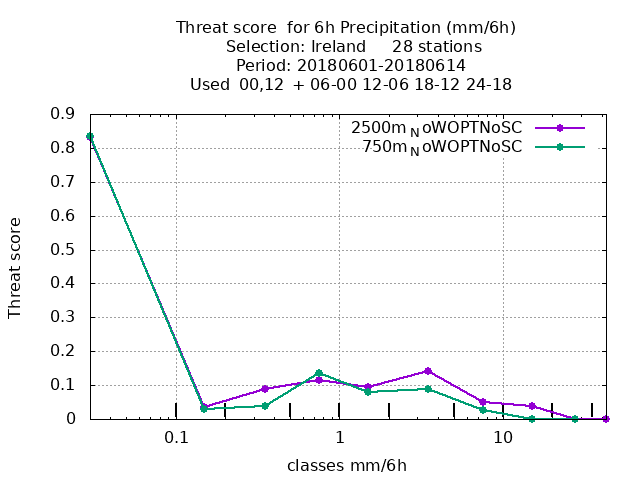 Threat score  for 6h Precipitation (mm/6h)
Selection: Ireland     28 stations
Period: 20180601-20180614
Used  00,12  + 06-00 12-06 18-12 24-18
2500m_NoWOPTNoSC
750m_NoWOPTNoSC
Threat score
0.9
0.8
0.7
0.6
0.5
0.4
0.3
0.2
0.1
0
0.1 1 10
classes mm/6h